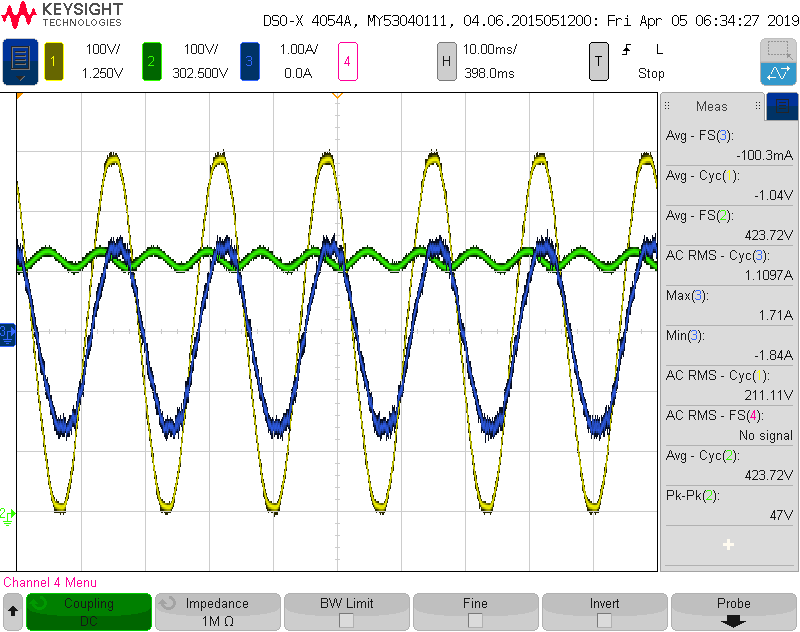 KEYSIGHT
TECHNOLOGIES
DSO-X 4054A, MY53040111, 04.06.2015051200: Fri Apr 05 06:34:27 2019
1 100V/ 2 100V/ 3 1.00A/ 4 H 10.00ms/ T L
1.250V 302.500V 0.0A 398.0ms Stop
Meas
Avg - FS(3):
-100.3mA
Avg - Cyc( ):
-1.04V
Avg - FS(2):
423.72V
AC RMS - Cyc(3):
1.1097A
Max(3):
1.71A
Min(3):
-1.84A
AC RMS - Cyc( ):
211.11V
AC RMS - FS(4):
No signal
Avg - Cyc(2):
423.72V
Pk-Pk(2):
47V
3
2
Channel 4 Menu
Coupling Impedance BW Limit Fine Invert Probe
DC 1M Ω